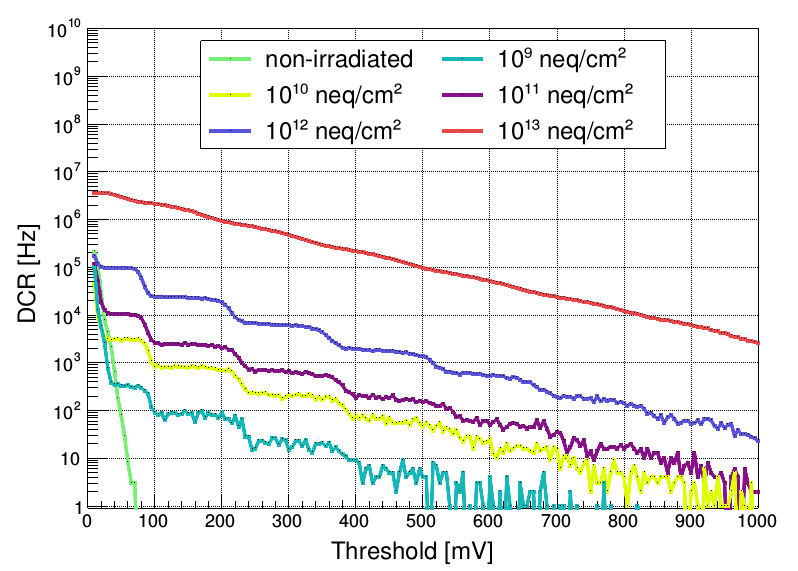 10¹⁰
10⁹
10⁸
10⁷
10⁶
10⁵
10⁴
10³
10²
10
1
DCR [Hz]
non-irradiated
10⁹ neq/cm²
10¹⁰ neq/cm²
10¹¹ neq/cm²
10¹² neq/cm²
10¹³ neq/cm²
0 100 200 300 400 500 600 700 800 900 1000
Threshold [mV]